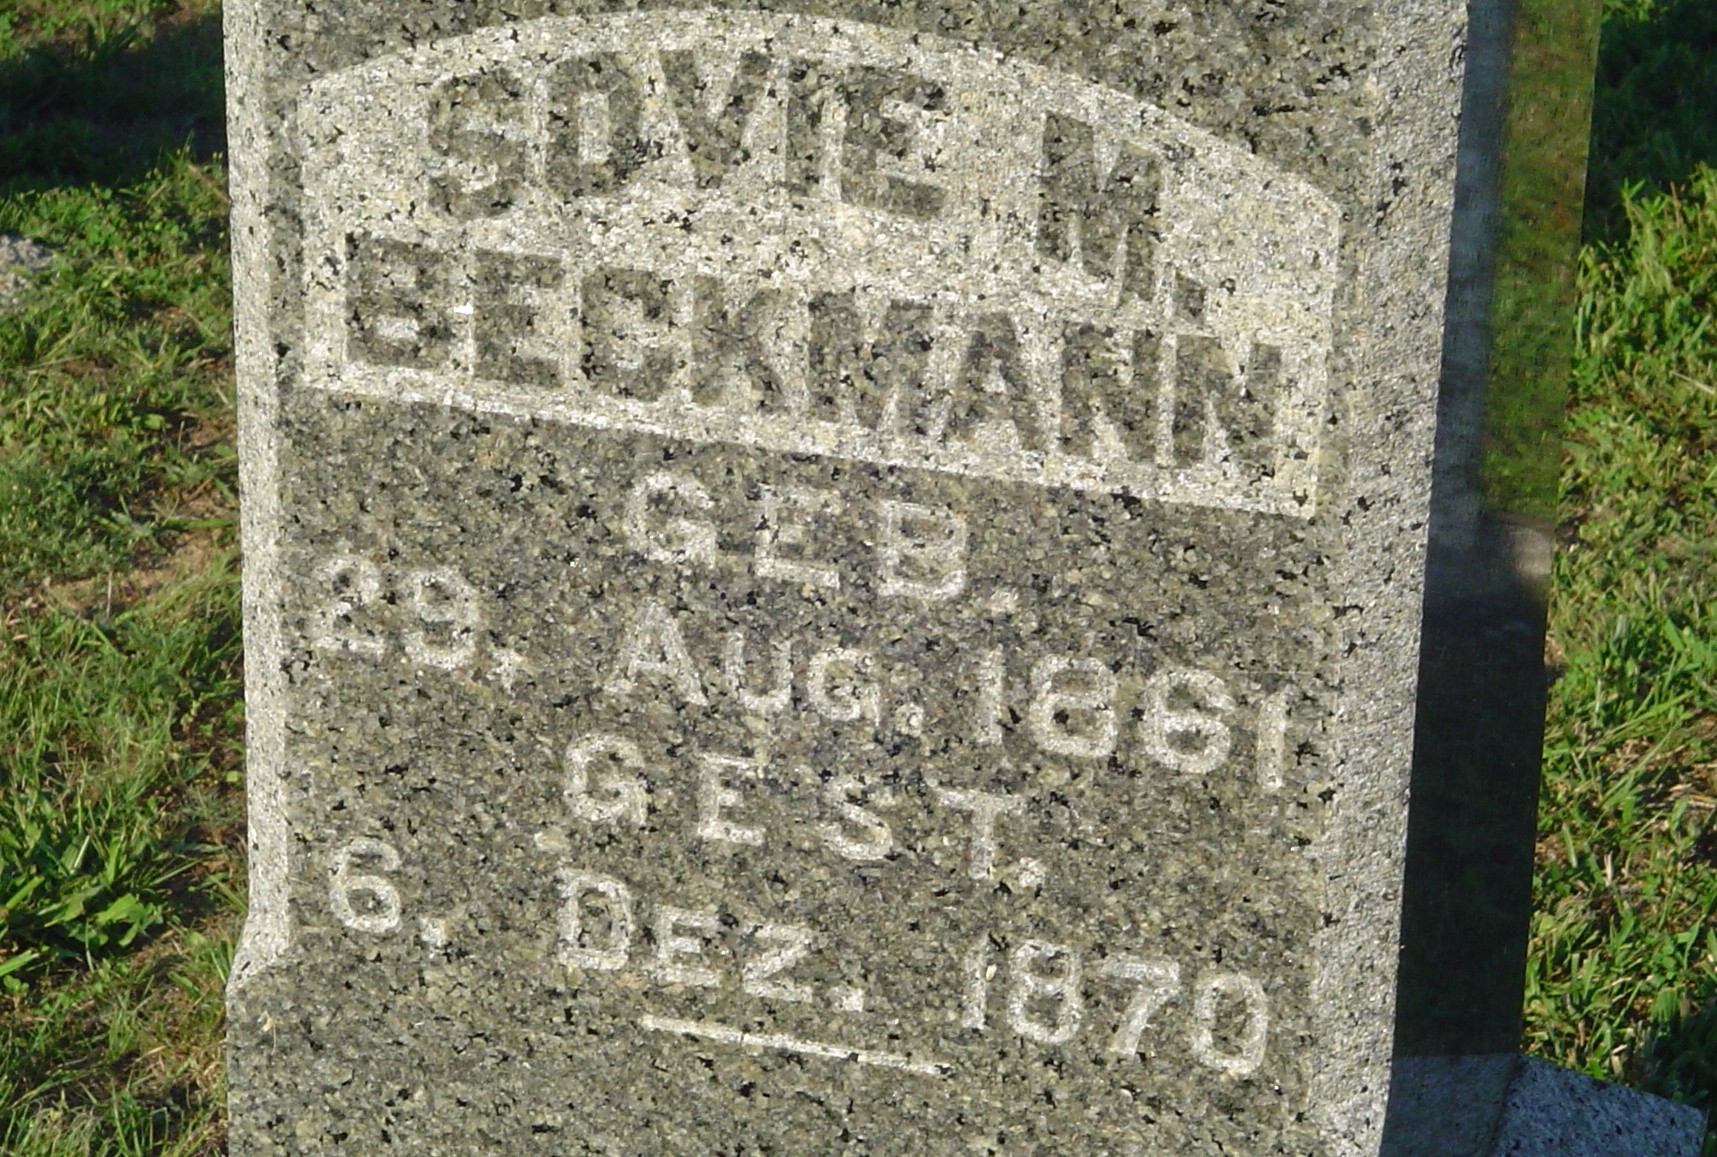 SOVIE M.
BECKMANN
GEB.
29. AUG. 1861
GEST.
6. DEZ. 1870